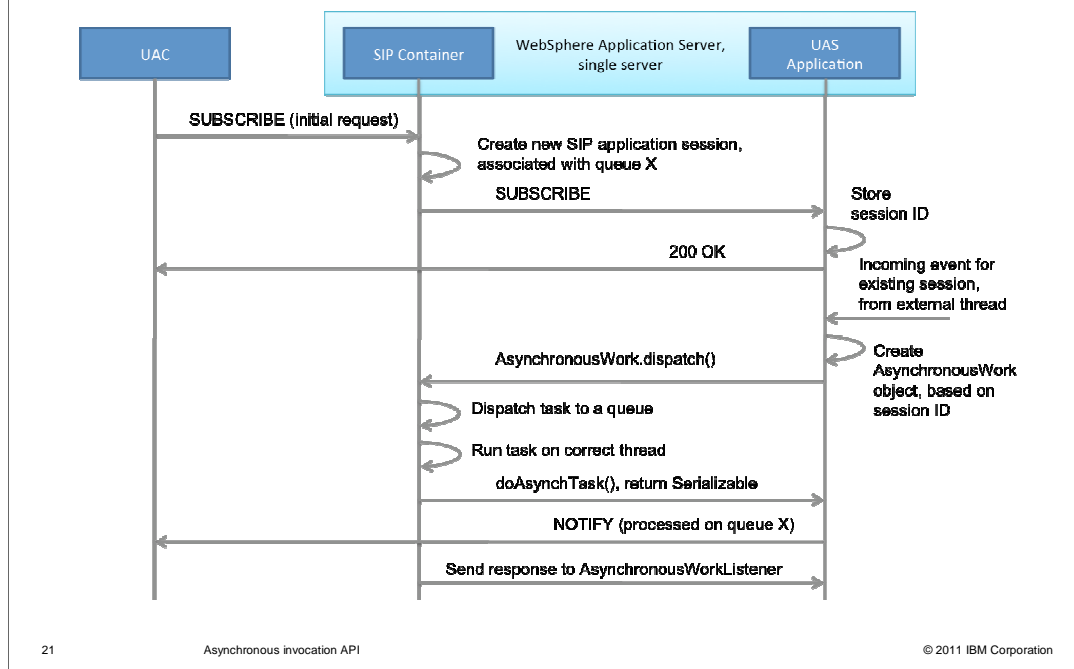 UAC
SIP Container
WebSphere Application Server,
single server
UAS
Application
SUBSCRIBE (initial request)
Create new SIP application session,
associated with queue X
SUBSCRIBE
Store
session ID
200 OK
Incoming event for
existing session,
from external thread
AsynchronousWork.dispatch()
Create
AsynchronousWork
object, based on
session ID
Dispatch task to a queue
Run task on correct thread
doAsynchTask(), return Serializable
NOTIFY (processed on queue X)
Send response to AsynchronousWorkListener
21
Asynchronous invocation API
© 2011 IBM Corporation